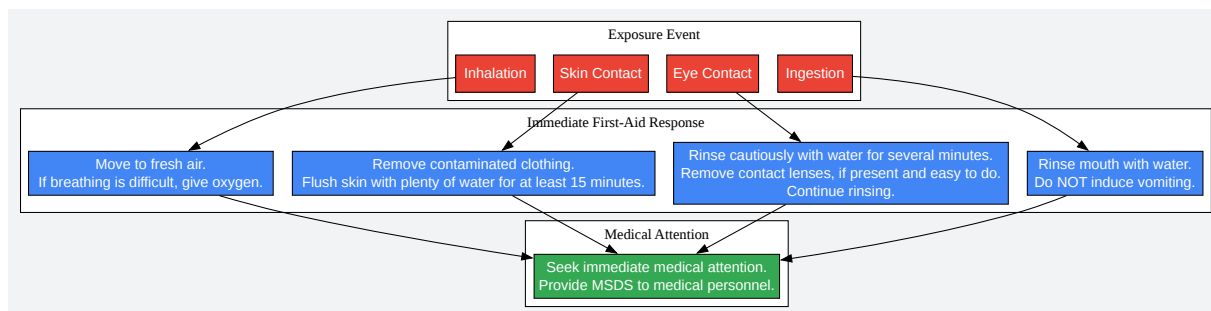 Exposure Event
Inhalation
Skin Contact
Eye Contact
Ingestion
Immediate First-Aid Response
Move to fresh air.
If breathing is difficult, give oxygen.
Remove contaminated clothing.
Flush skin with plenty of water for at least 15 minutes.
Rinse cautiously with water for several minutes.
Remove contact lenses, if present and easy to do.
Continue rinsing.
Rinse mouth with water.
Do NOT induce vomiting.
Medical Attention
Seek immediate medical attention.
Provide MSDS to medical personnel.